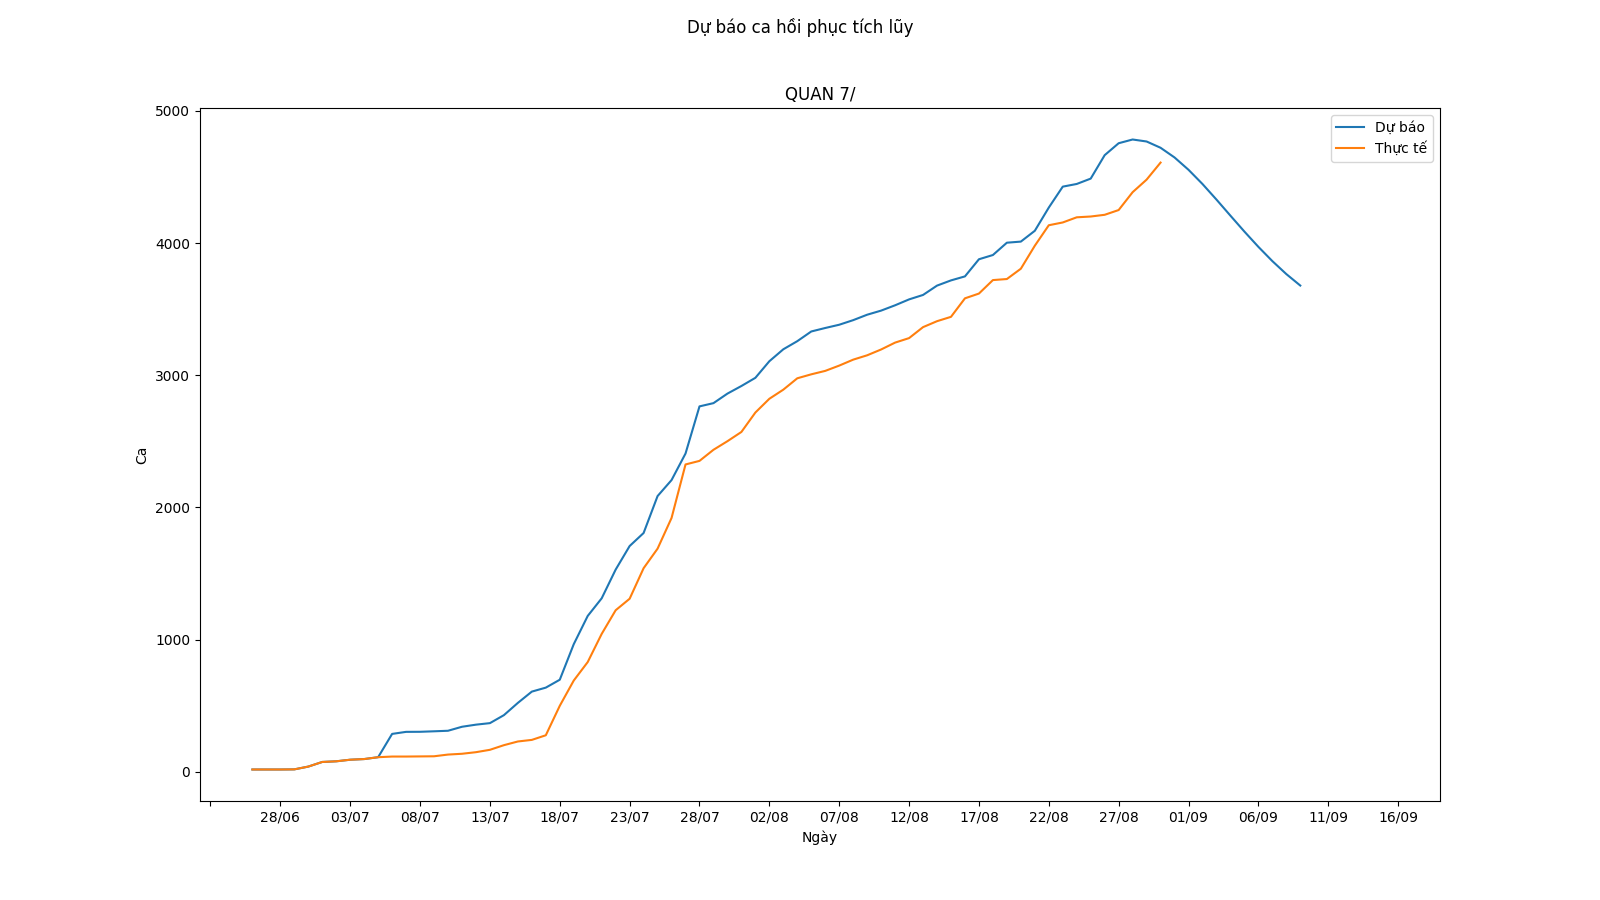 Dự báo ca hồi phục tích lũy
QUAN 7/
5000
4000
3000
2000
1000
0
Ca
Dự báo
Thực tế
28/06 03/07 08/07 13/07 18/07 23/07 28/07 02/08 07/08 12/08 17/08 22/08 27/08 01/09 06/09 11/09 16/09
Ngày